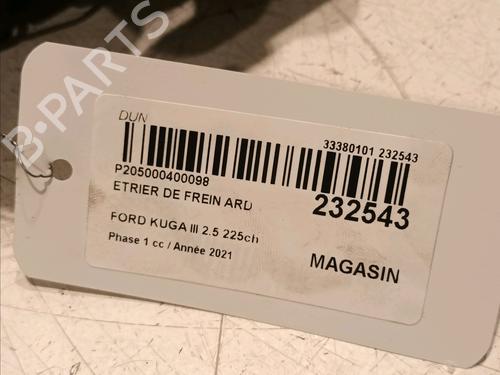 DUN
33380101 232543
P205000400098
ETRIER DE FREIN ARD
232543
FORD KUGA III 2.5 225ch
Phase 1 cc / Année 2021
MAGASIN
B-PARTS